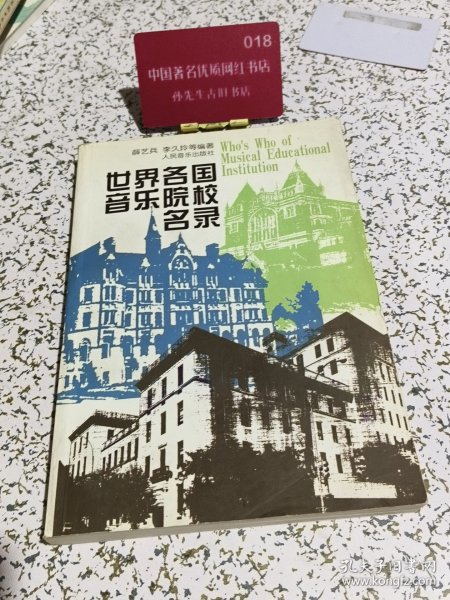 018
中国著名优质网红书店
孙先生古旧书店
薛艺兵 李久玲等编著
人民音乐出版社
Who's Who of
Musical Educational
Institution
世界各国
音乐院校
名录
孔夫子旧书网
www.kongfz.com